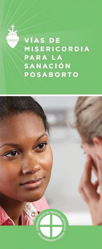 VÍAS DE
MISERICORDIA
PARA LA
SANACIÓN
POSABORTO